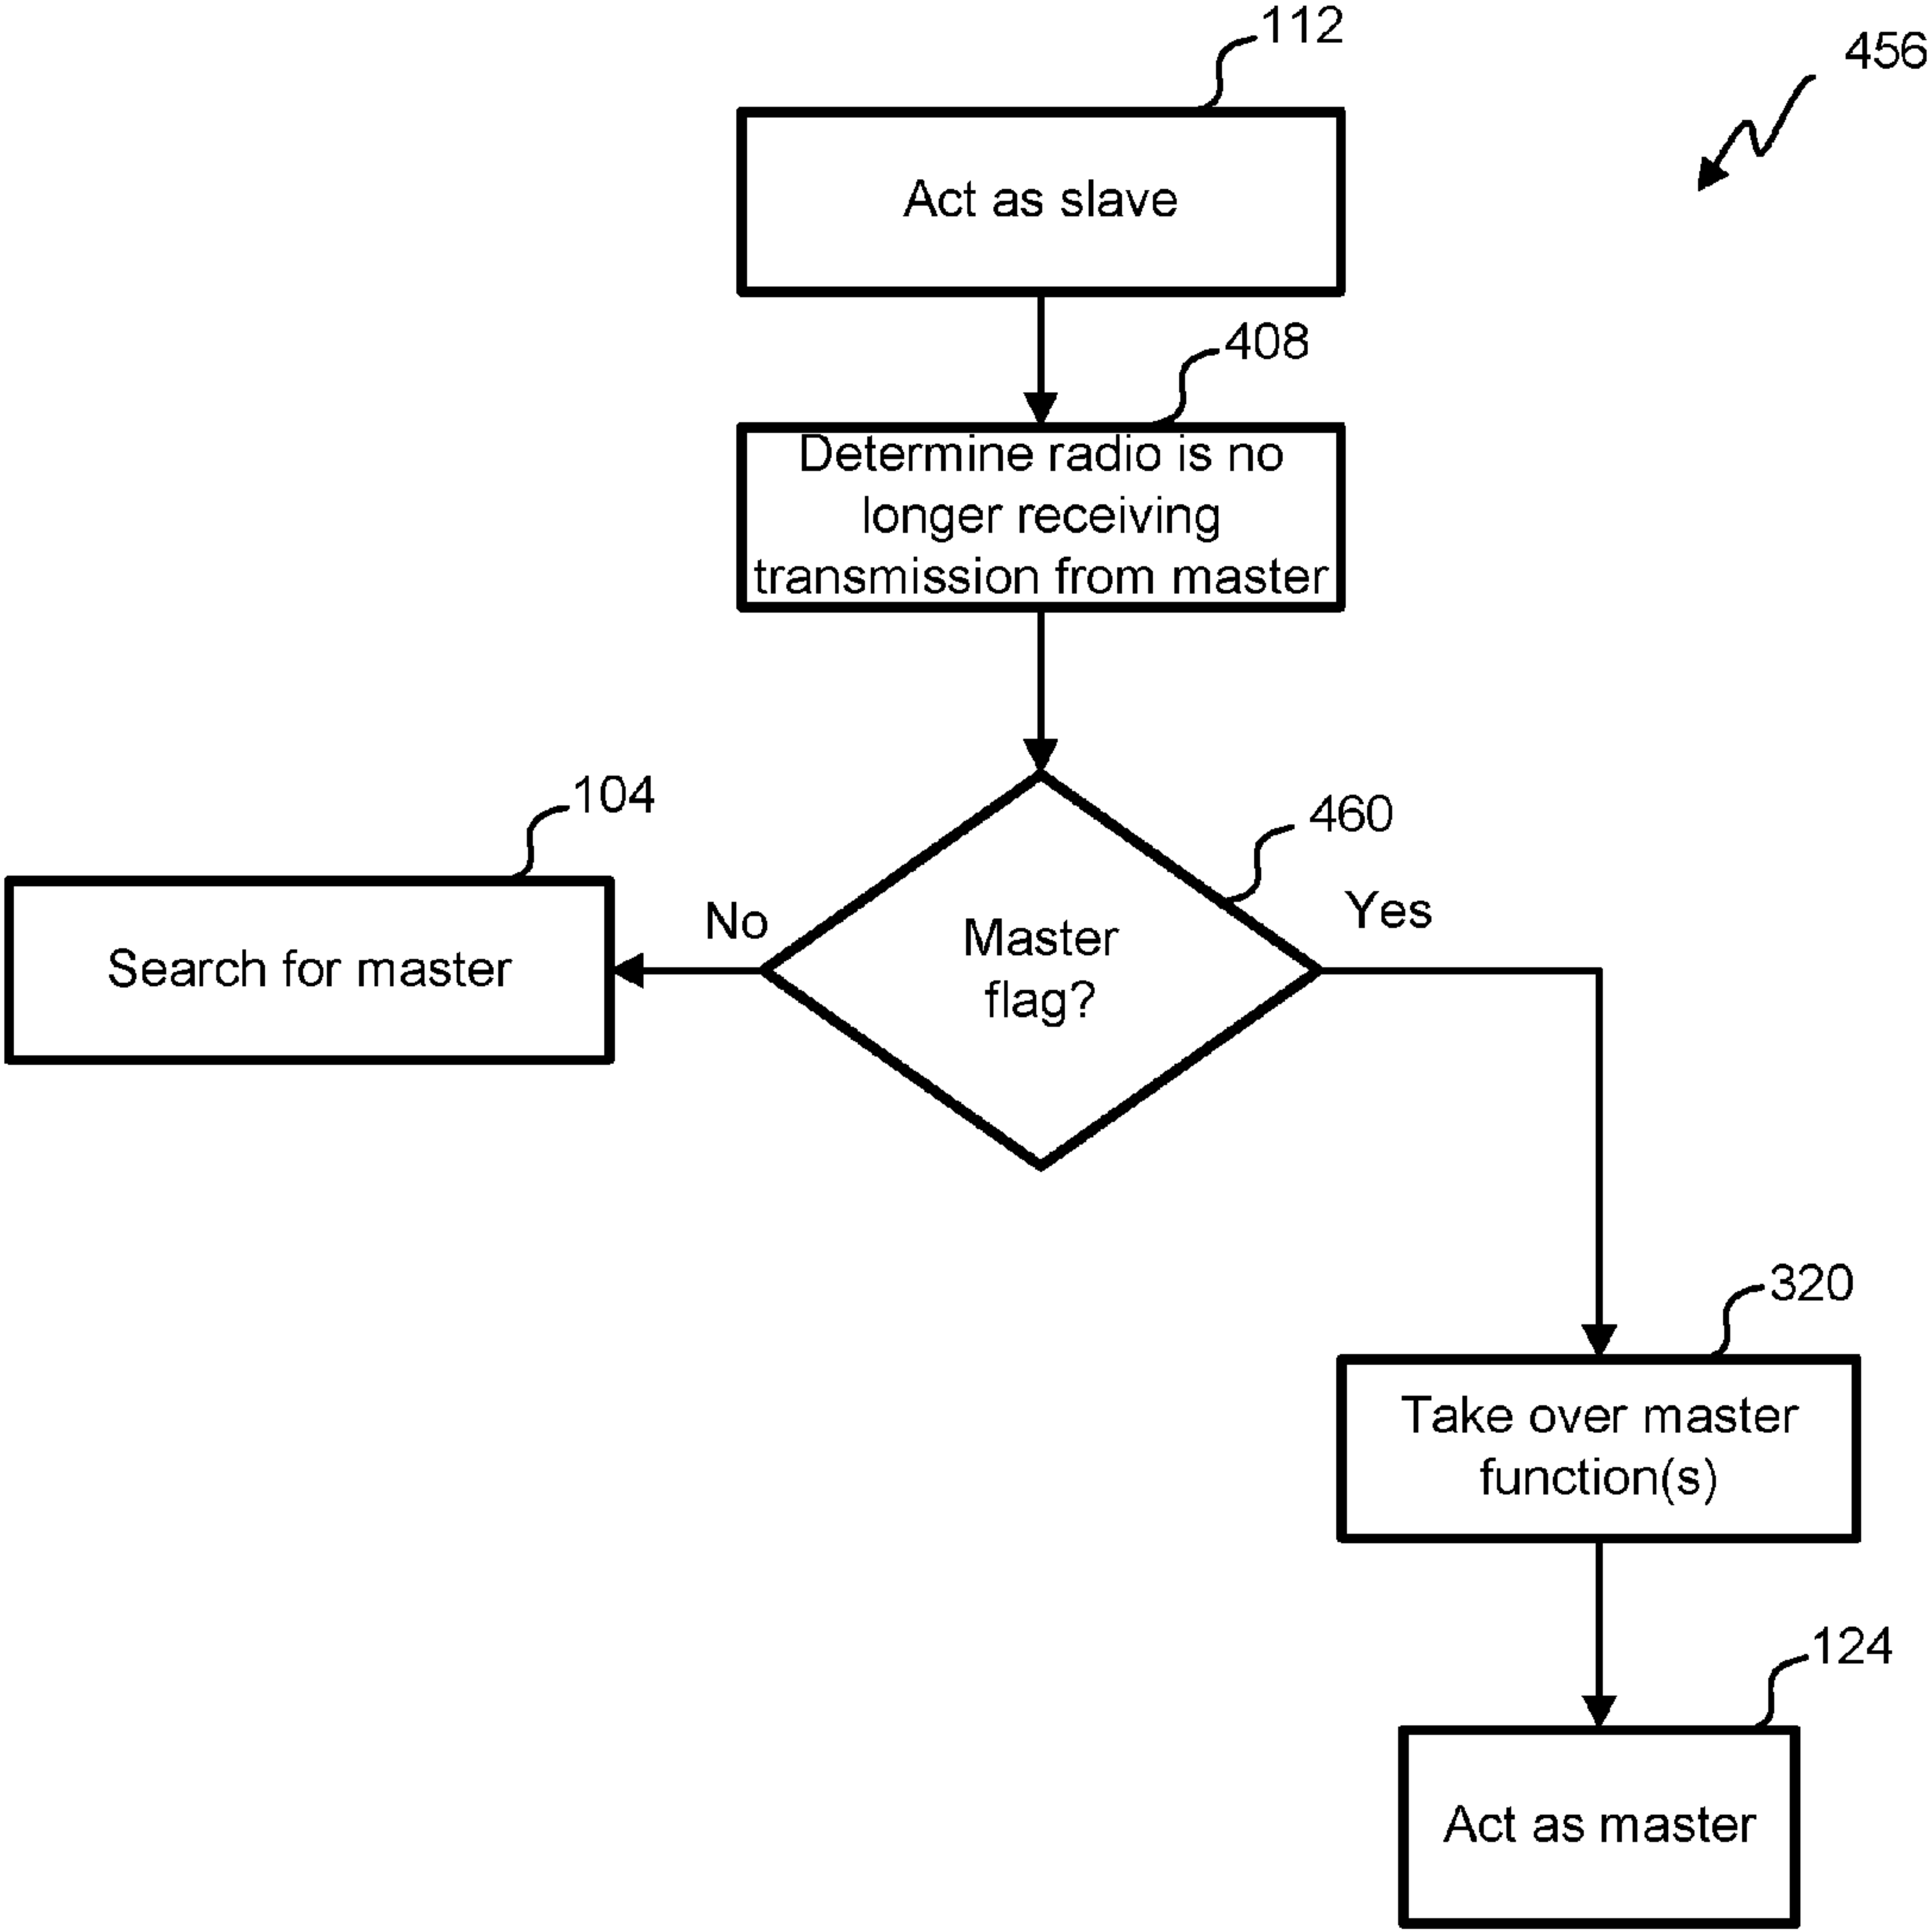 112
456
Act as slave
408
Determine radio is no
longer receiving
transmission from master
104
460
No
Yes
Master
flag?
Search for master
320
Take over master
function(s)
124
Act as master